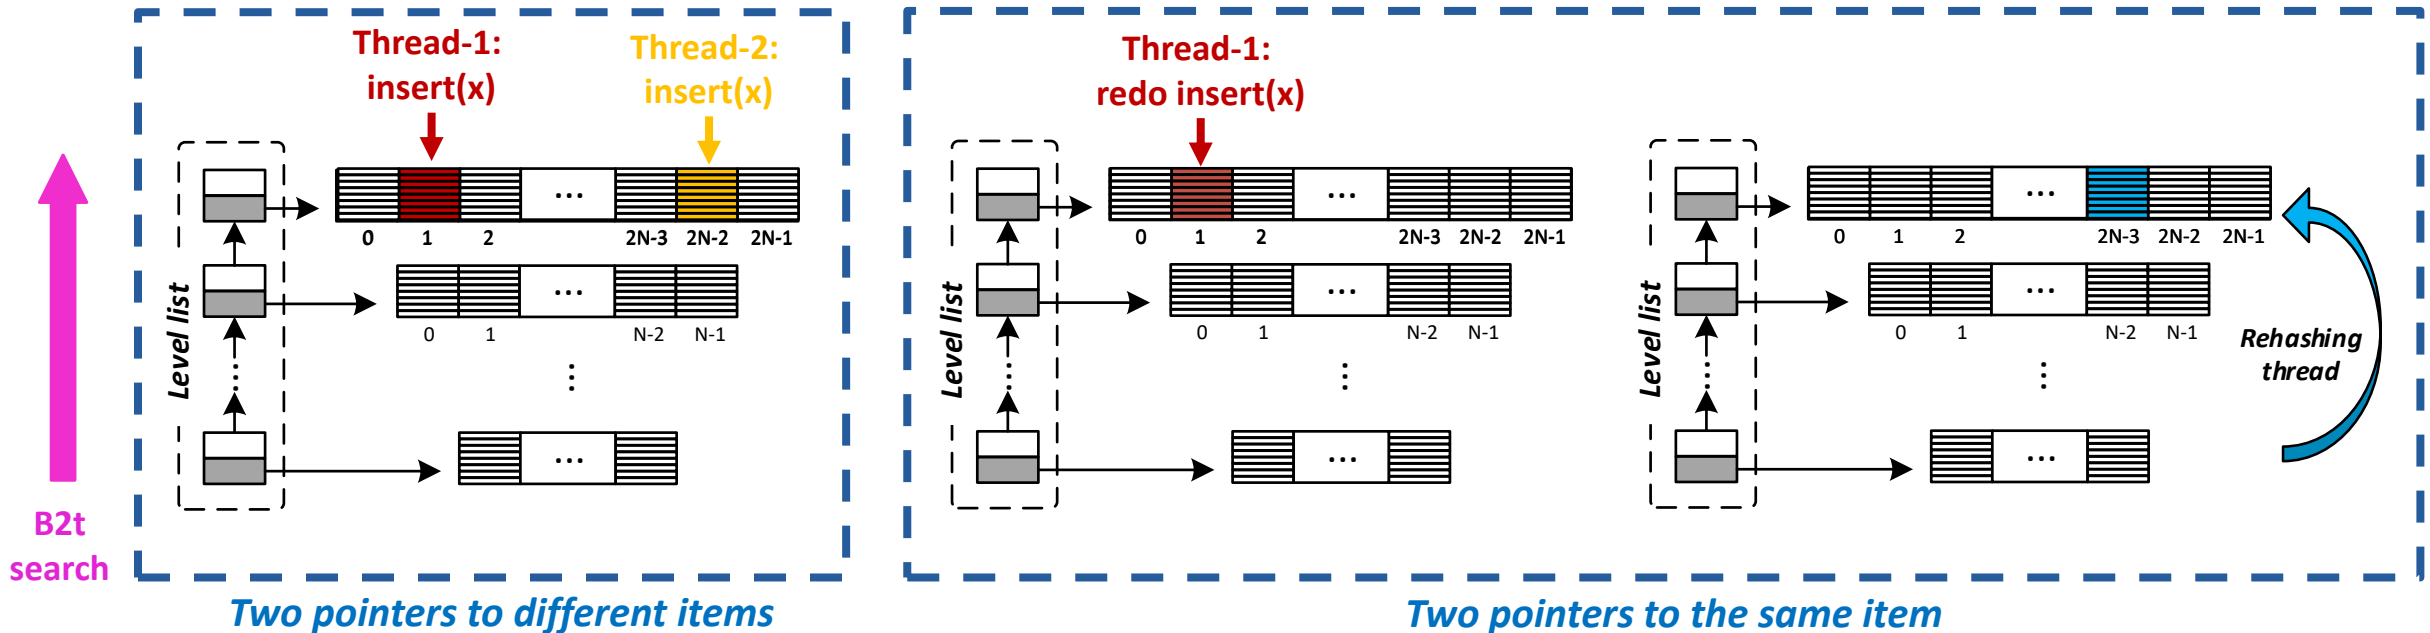 Thread-1:
insert(x)
Thread-2:
insert(x)
...
0 1 2 2N-3 2N-2 2N-1
...
0 1 N-2 N-1
...
...
Level list
B2t
search
Two pointers to different items
Thread-1:
redo insert(x)
...
0 1 2 2N-3 2N-2 2N-1
...
0 1 N-2 N-1
...
...
Level list
...
0 1 2 2N-3 2N-2 2N-1
...
0 1 N-2 N-1
...
...
Level list
Rehashing
thread
Two pointers to the same item